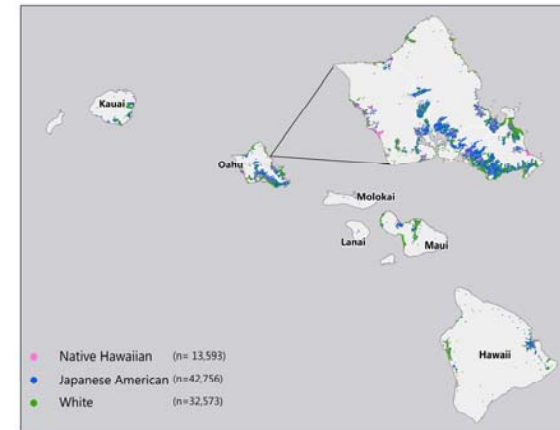 Kauai
Oahu
Molokai
Lanai
Maui
Hawaii
Native Hawaiian (n= 13,593)
Japanese American (n=42,756)
White (n=32,573)